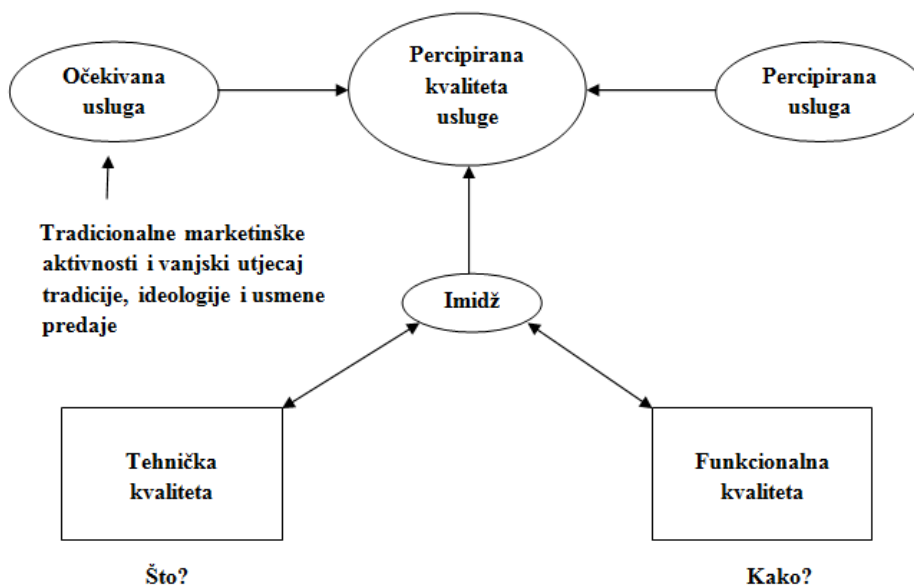 Očekivana
usluga
Percipirana
kvaliteta
usluge
Percipirana
usluga
Tradicionalne marketinške
aktivnosti i vanjski utjecaj
tradicije, ideologije i usmene
predaje
Imidž
Tehnička
kvaliteta
Funkcionalna
kvaliteta
Što?
Kako?